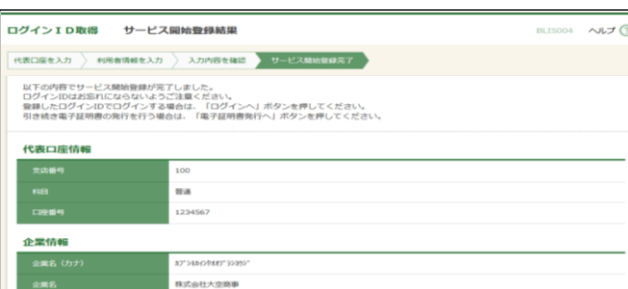 ログインID取得 サービス開始登録結果 BLIS004 ヘルプ
代表口座を入力 利用者情報を入力 入力内容を確認 サービス開始登録完了
以下の内容でサービス開始登録が完了しました。
ログインIDはお忘れにならないようご注意ください。
登録したログインIDでログインする場合は、「ログインへ」ボタンを押してください。
引き続き電子証明書の発行を行う場合は、「電子証明書発行へ」ボタンを押してください。
代表口座情報
支店番号 100
科目 普通
口座番号 1234567
企業情報
企業名（カナ）
企業名 株式会社大空商事